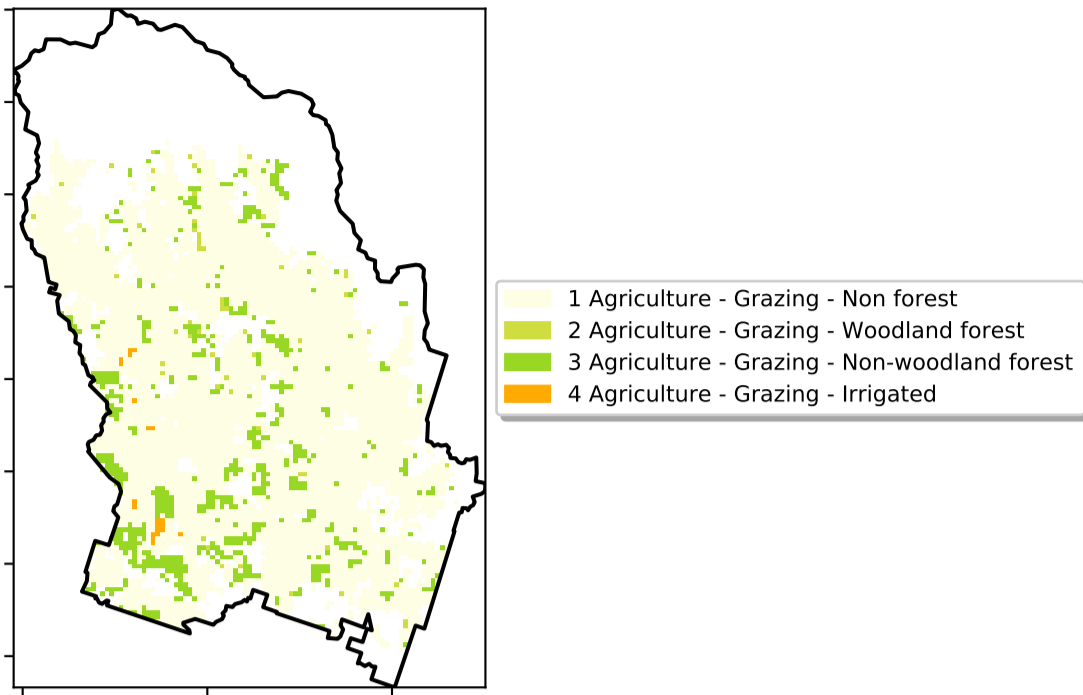 1 Agriculture - Grazing - Non forest
2 Agriculture - Grazing - Woodland forest
3 Agriculture - Grazing - Non-woodland forest
4 Agriculture - Grazing - Irrigated